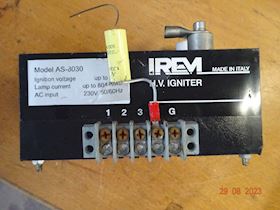 Model AS-3030
Ignition voltage up to
Lamp current up to
AC input 230V 50/60Hz
IREM
MADE IN ITALY
H.V. IGNITER
1 2 3 G
29 08 2023